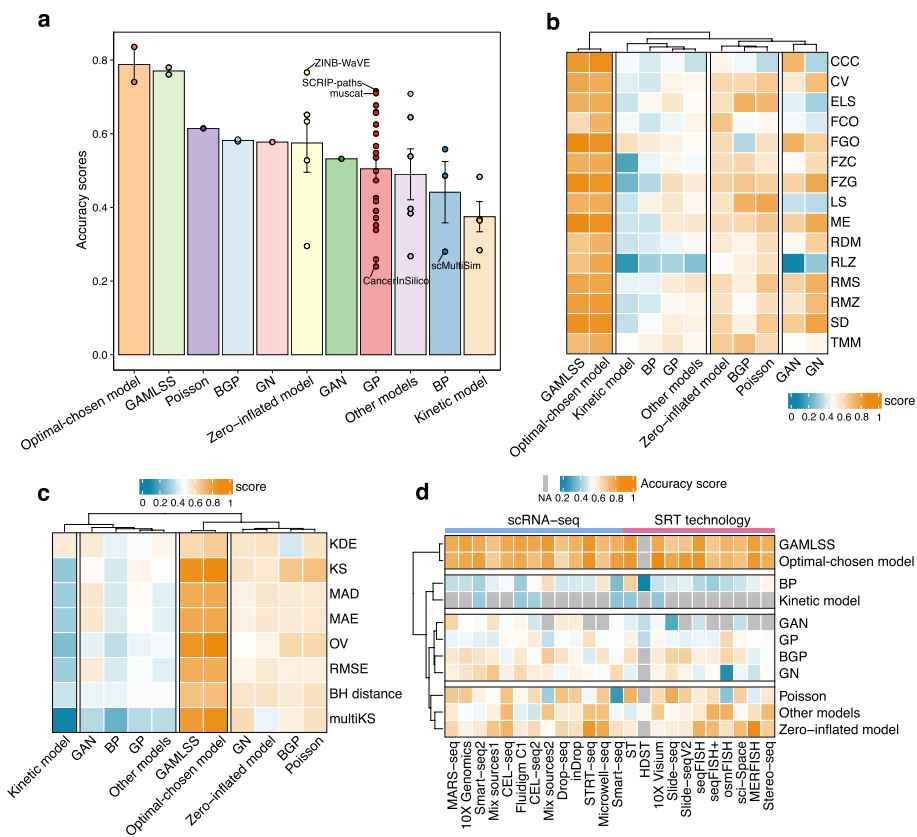 a
Accuracy scores
0.8
0.6
0.4
0.2
0.0
ZINB-WaVE
SCRIP-paths
muscat
CancerInSilico
scMultiSim
Optimal-chosen model
GAMLSS
Poisson
BGP
GN
Zero-inflated model
GAN
GP
Other models
BP
Kinetic model
b
CCC
CV
ELS
FCO
FGO
FZC
FZG
LS
ME
RDM
RLZ
RMS
RMZ
SD
TMM
GAMLSS
Optimal-chosen model
Kinetic model
BP
GP
Other models
Zero-inflated model
BGP
Poisson
GAN
GN
score
0 0.2 0.4 0.6 0.8 1
c
score
0 0.2 0.4 0.6 0.8 1
KDE
KS
MAD
MAE
OV
RMSE
BH distance
multiKS
Kinetic model
GAN
BP
GP
Other models
GAMLSS
Optimal-chosen model
GN
Zero-inflated model
BGP
Poisson
d
Accuracy score
NA 0.2 0.4 0.6 0.8 1
scRNA-seq
SRT technology
GAMLSS
Optimal-chosen model
BP
Kinetic model
GAN
GP
BGP
GN
Poisson
Other models
Zero-inflated model
MARS-seq
10X Genomics
Smart-seq2
Mix sources1
CEL-seq
Fluidigm C1
CEL-seq2
Mix sources2
Drop-seq
inDrop
STRT-seq
Microwell-seq
Smart-seq
ST
HDST
10X Visium
Slide-seq
Slide-seqV2
seqFISH
seqFISH+
osmFISH
sci-Space
MERFISH
Stereo-seq